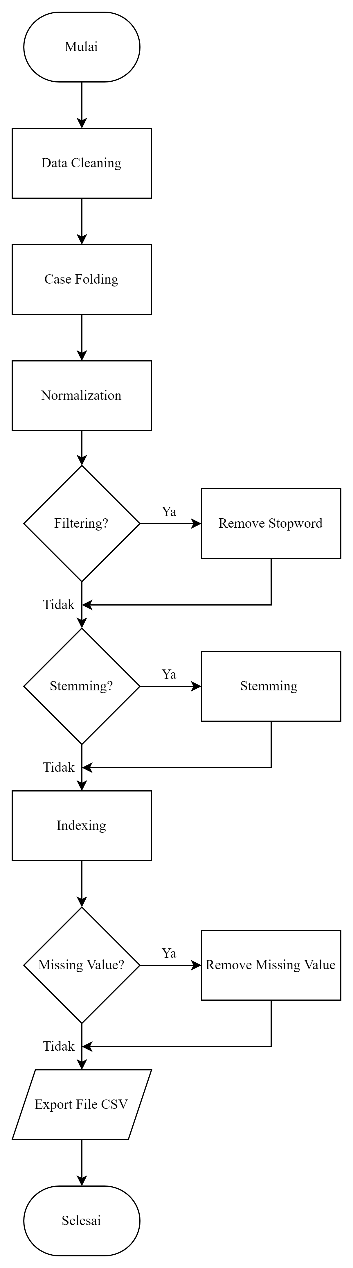 Mulai
Data Cleaning
Case Folding
Normalization
Filtering?
Ya
Remove Stopword
Tidak
Stemming?
Ya
Stemming
Tidak
Indexing
Missing Value?
Ya
Remove Missing Value
Tidak
Export File CSV
Selesai